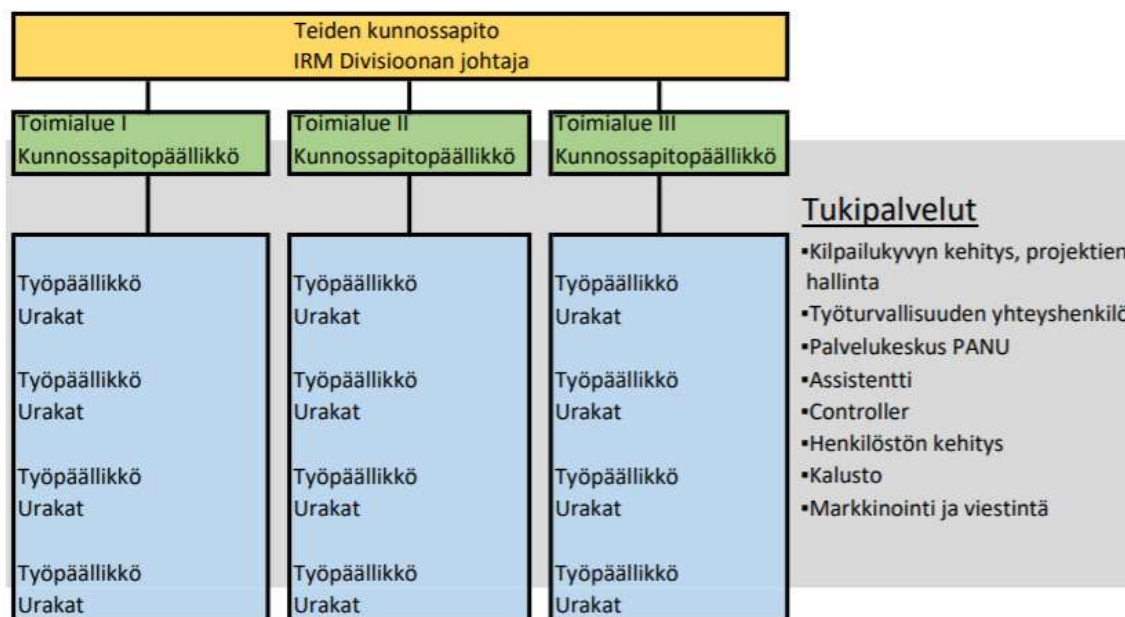 Teiden kunnossapito
IRM Divisioonan johtaja
Toimialue I
Kunnossapitopäällikkö
Toimialue II
Kunnossapitopäällikkö
Toimialue III
Kunnossapitopäällikkö
Työpäällikkö
Urakat
Työpäällikkö
Urakat
Työpäällikkö
Urakat
Työpäällikkö
Urakat
Työpäällikkö
Urakat
Työpäällikkö
Urakat
Työpäällikkö
Urakat
Työpäällikkö
Urakat
Työpäällikkö
Urakat
Työpäällikkö
Urakat
Työpäällikkö
Urakat
Työpäällikkö
Urakat
Tukipalvelut
▪Kilpailukyvyn kehitys, projektien
hallinta
▪Työturvallisuuden yhteyshenkilö
▪Palvelukeskus PANU
▪Assistentti
▪Controller
▪Henkilöstön kehitys
▪Kalusto
▪Markkinointi ja viestintä